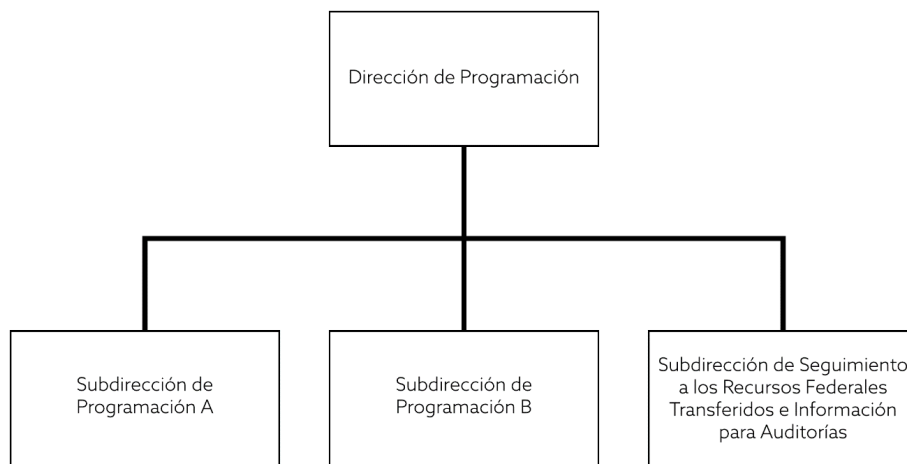 Dirección de Programación
Subdirección de
Programación A
Subdirección de
Programación B
Subdirección de Seguimiento
a los Recursos Federales
Transferidos e Información
para Auditorías